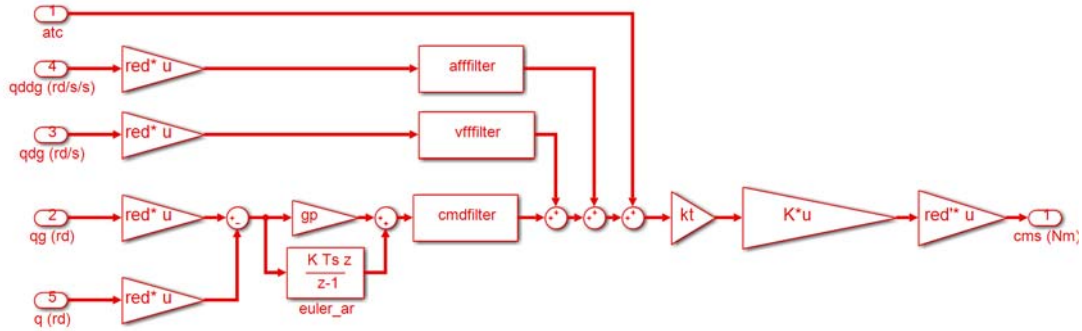 1
atc
4
qddg (rd/s/s)
red* u
afffilter
3
qdg (rd/s)
red* u
vfffilter
2
qg (rd)
red* u
gp
cmdfilter
kt
K*u
red'* u
1
cms (Nm)
K Ts z
z-1
euler_ar
5
q (rd)
red* u